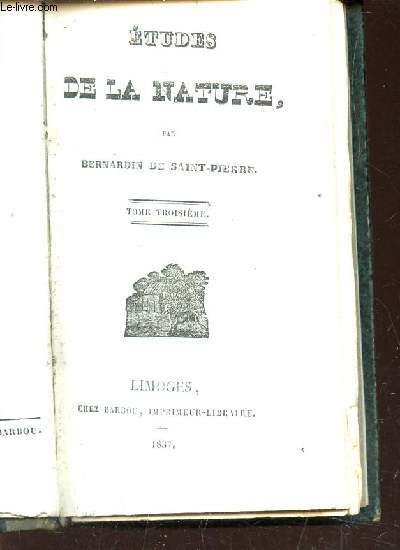 Le-livre.com
ÉTUDES
DE LA NATURE,
PAR
BERNARDIN DE SAINT-PIERRE.
TOME TROISIÈME.
LIMOGES,
CHEZ BARBOU, IMPRIMEUR-LIBRAIRE.
1837.
BARBOU.